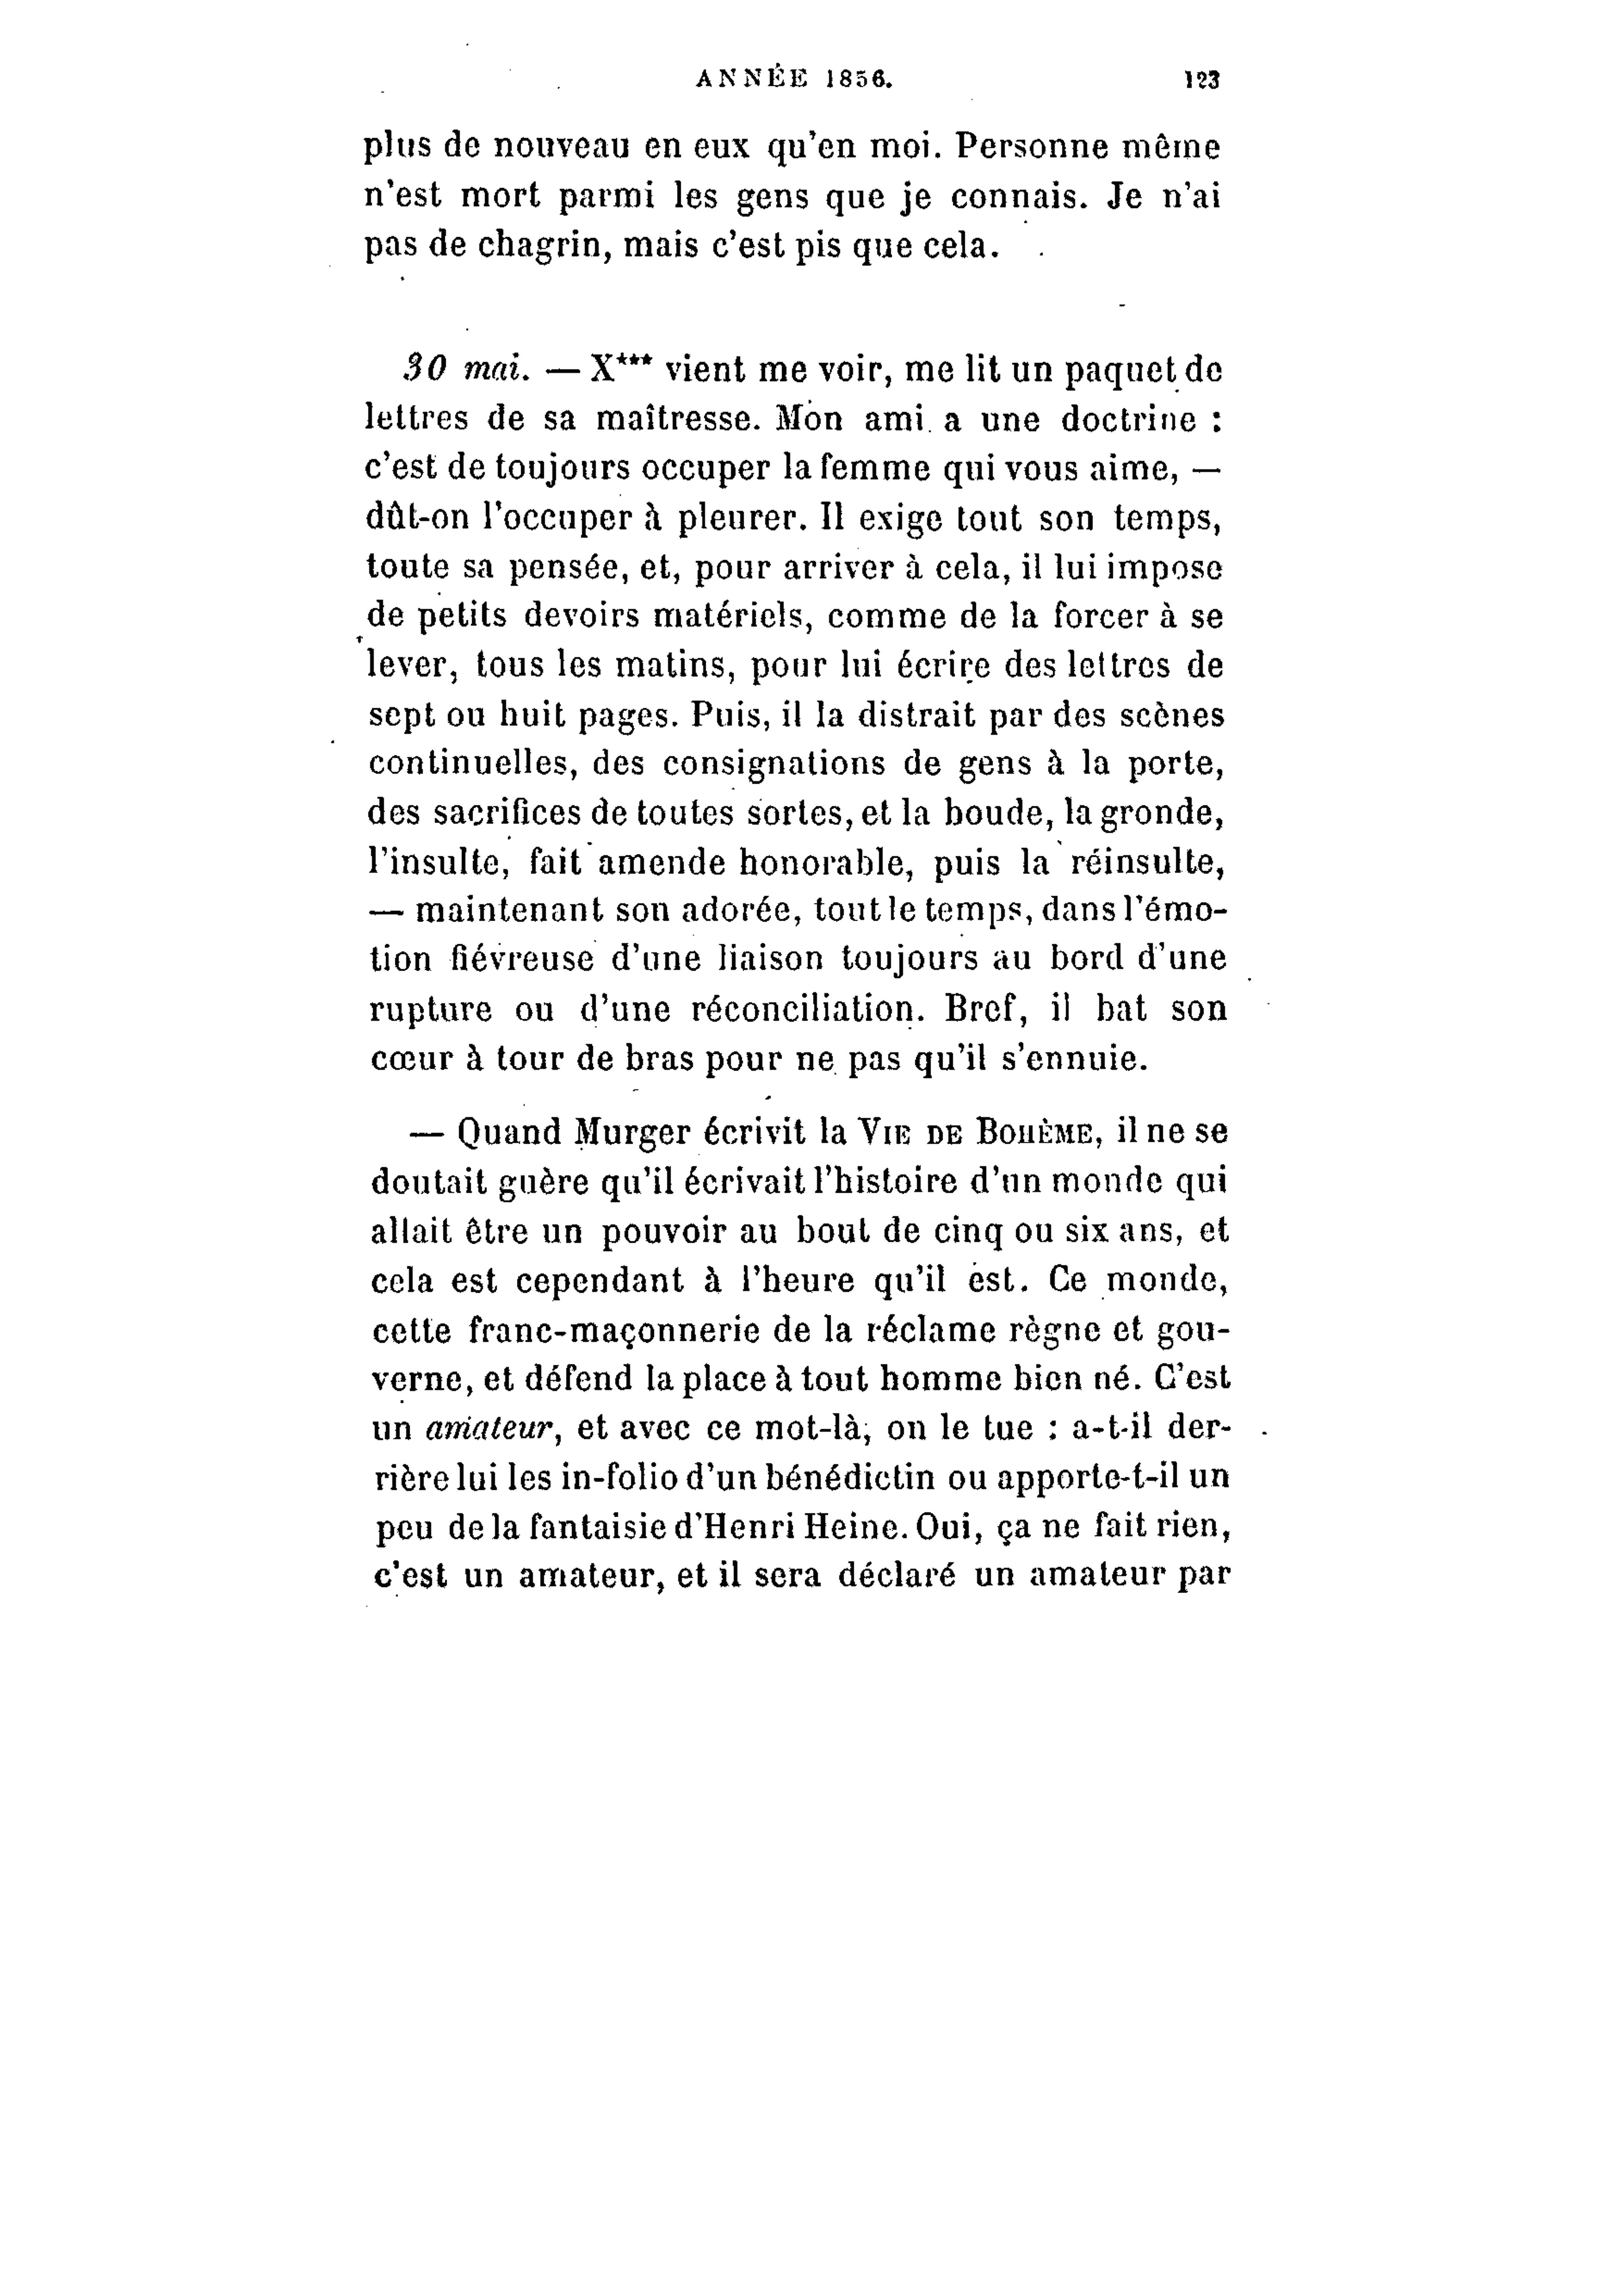 ANNÉE 1856. 123
plus de nouveau en eux qu'en moi. Personne même
n'est mort parmi les gens que je connais. Je n'ai
pas de chagrin, mais c'est pis que cela.
30 mai. — X*** vient me voir, me lit un paquet de
lettres de sa maîtresse. Mon ami a une doctrine :
c'est de toujours occuper la femme qui vous aime, —
dût-on l'occuper à pleurer. Il exige tout son temps,
toute sa pensée, et, pour arriver à cela, il lui impose
de petits devoirs matériels, comme de la forcer à se
lever, tous les matins, pour lui écrire des lettres de
sept ou huit pages. Puis, il la distrait par des scènes
continuelles, des consignations de gens à la porte,
des sacrifices de toutes sortes, et la boude, la gronde,
l'insulte, fait amende honorable, puis la réinsulte,
— maintenant son adorée, tout le temps, dans l'émo-
tion fiévreuse d'une liaison toujours au bord d'une
rupture ou d'une réconciliation. Bref, il bat son
cœur à tour de bras pour ne pas qu'il s'ennuie.
— Quand Murger écrivit la VIE DE BOHÈME, il ne se
doutait guère qu'il écrivait l'histoire d'un monde qui
allait être un pouvoir au bout de cinq ou six ans, et
cela est cependant à l'heure qu'il est. Ce monde,
cette franc-maçonnerie de la réclame règne et gou-
verne, et défend la place à tout homme bien né. C'est
un amateur, et avec ce mot-là, on le tue : a-t-il der-
rière lui les in-folio d'un bénédictin ou apporte-t-il un
peu de la fantaisie d'Henri Heine. Oui, ça ne fait rien,
c'est un amateur, et il sera déclaré un amateur par